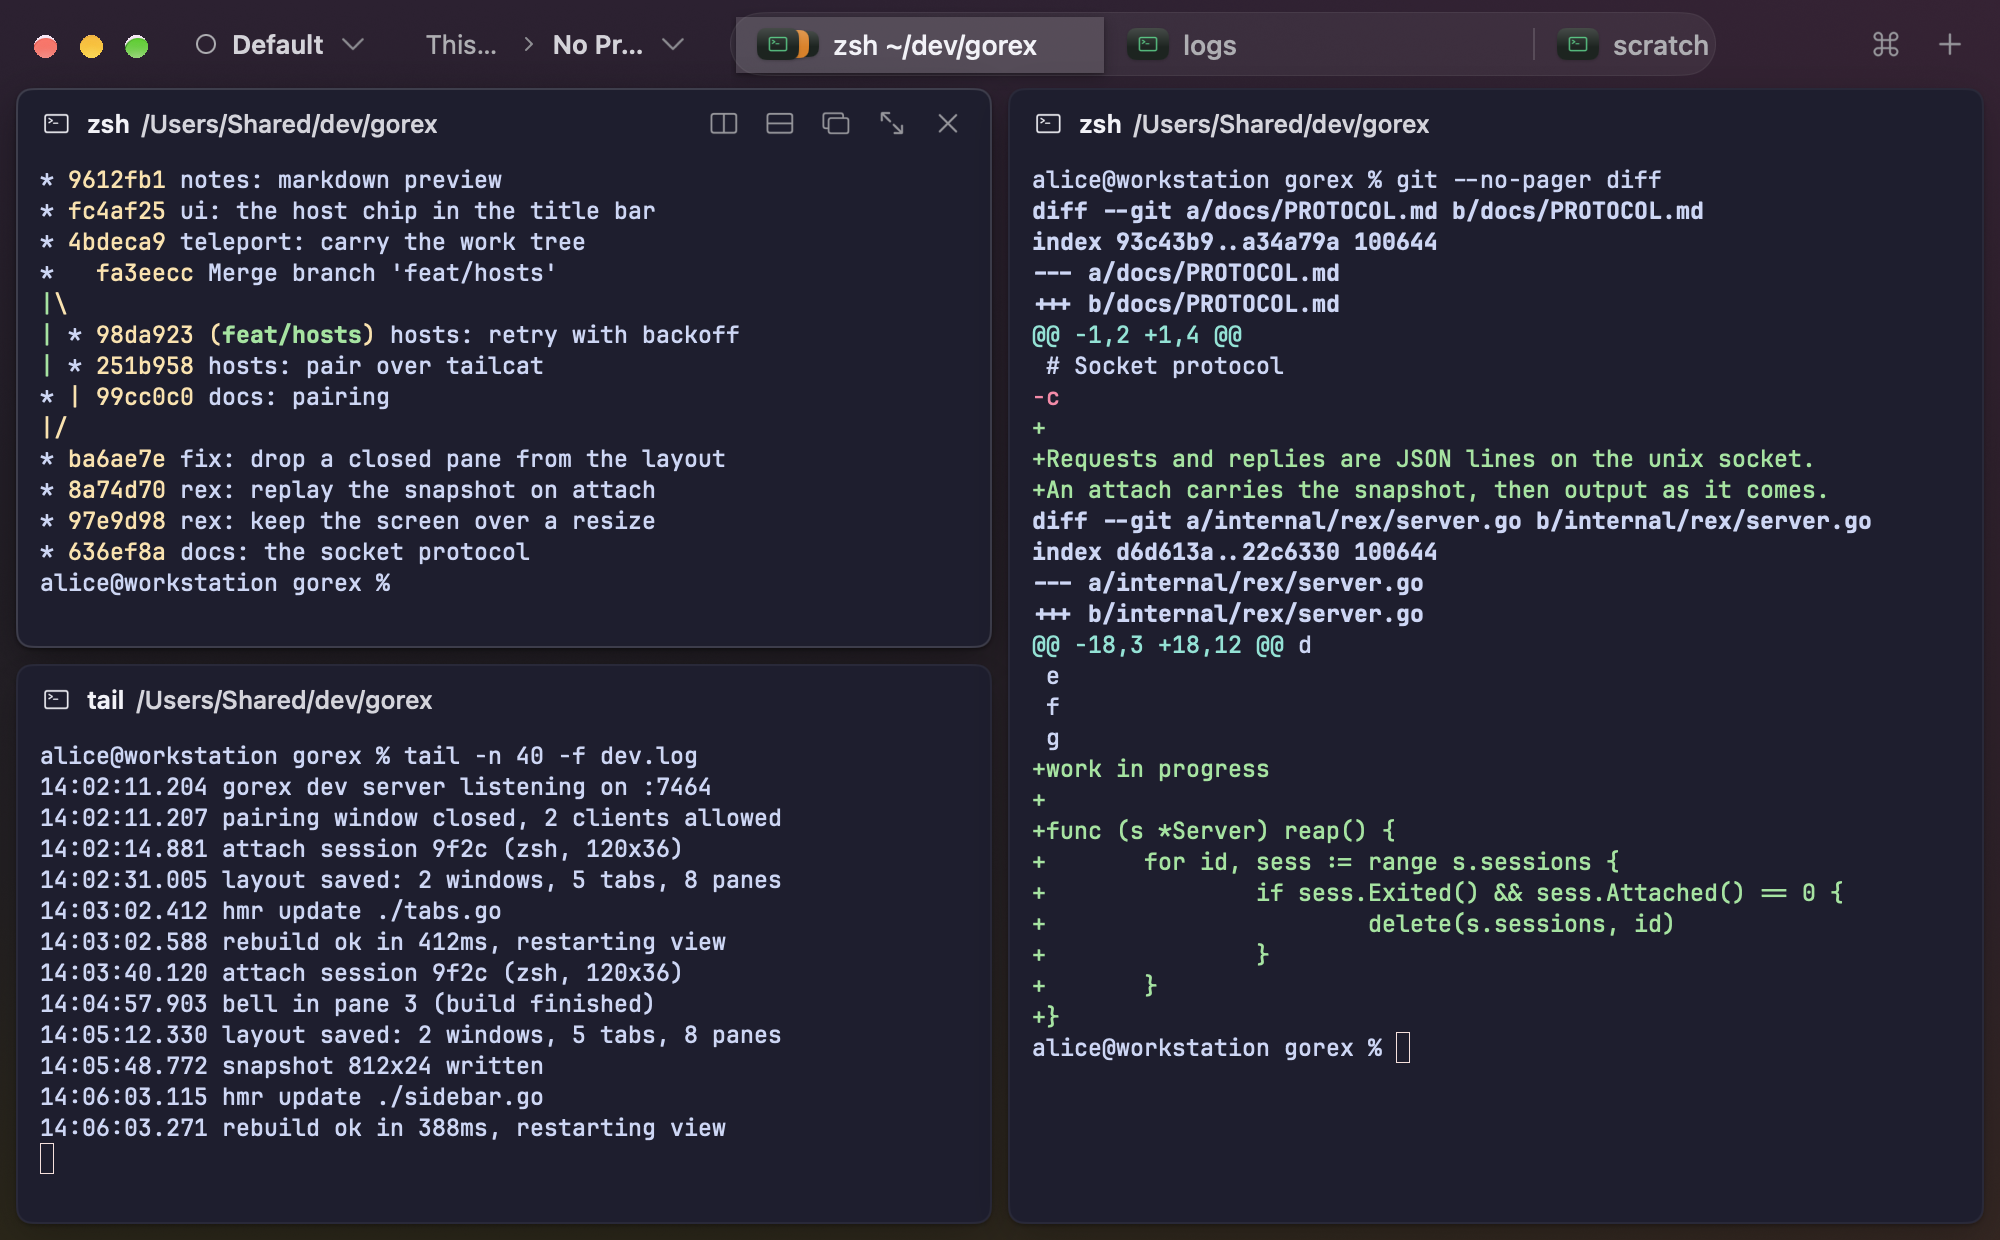 Default
This... > No Pr...
zsh ~/dev/gorex
logs
scratch
zsh /Users/Shared/dev/gorex
* 9612fb1 notes: markdown preview
* fc4af25 ui: the host chip in the title bar
* 4bdeca9 teleport: carry the work tree
*   fa3eecc Merge branch 'feat/hosts'
|\
| * 98da923 (feat/hosts) hosts: retry with backoff
| * 251b958 hosts: pair over tailcat
* | 99cc0c0 docs: pairing
|/
* ba6ae7e fix: drop a closed pane from the layout
* 8a74d70 rex: replay the snapshot on attach
* 97e9d98 rex: keep the screen over a resize
* 636ef8a docs: the socket protocol
alice@workstation gorex %
tail /Users/Shared/dev/gorex
alice@workstation gorex % tail -n 40 -f dev.log
14:02:11.204 gorex dev server listening on :7464
14:02:11.207 pairing window closed, 2 clients allowed
14:02:14.881 attach session 9f2c (zsh, 120x36)
14:02:31.005 layout saved: 2 windows, 5 tabs, 8 panes
14:03:02.412 hmr update ./tabs.go
14:03:02.588 rebuild ok in 412ms, restarting view
14:03:40.120 attach session 9f2c (zsh, 120x36)
14:04:57.903 bell in pane 3 (build finished)
14:05:12.330 layout saved: 2 windows, 5 tabs, 8 panes
14:05:48.772 snapshot 812x24 written
14:06:03.115 hmr update ./sidebar.go
14:06:03.271 rebuild ok in 388ms, restarting view
zsh /Users/Shared/dev/gorex
alice@workstation gorex % git --no-pager diff
diff --git a/docs/PROTOCOL.md b/docs/PROTOCOL.md
index 93c43b9..a34a79a 100644
--- a/docs/PROTOCOL.md
+++ b/docs/PROTOCOL.md
@@ -1,2 +1,4 @@
 # Socket protocol
-c
+
+Requests and replies are JSON lines on the unix socket.
+An attach carries the snapshot, then output as it comes.
diff --git a/internal/rex/server.go b/internal/rex/server.go
index d6d613a..22c6330 100644
--- a/internal/rex/server.go
+++ b/internal/rex/server.go
@@ -18,3 +18,12 @@ d
 e
 f
 g
+work in progress
+
+func (s *Server) reap() {
+       for id, sess := range s.sessions {
+               if sess.Exited() && sess.Attached() == 0 {
+                       delete(s.sessions, id)
+               }
+       }
+}
alice@workstation gorex %